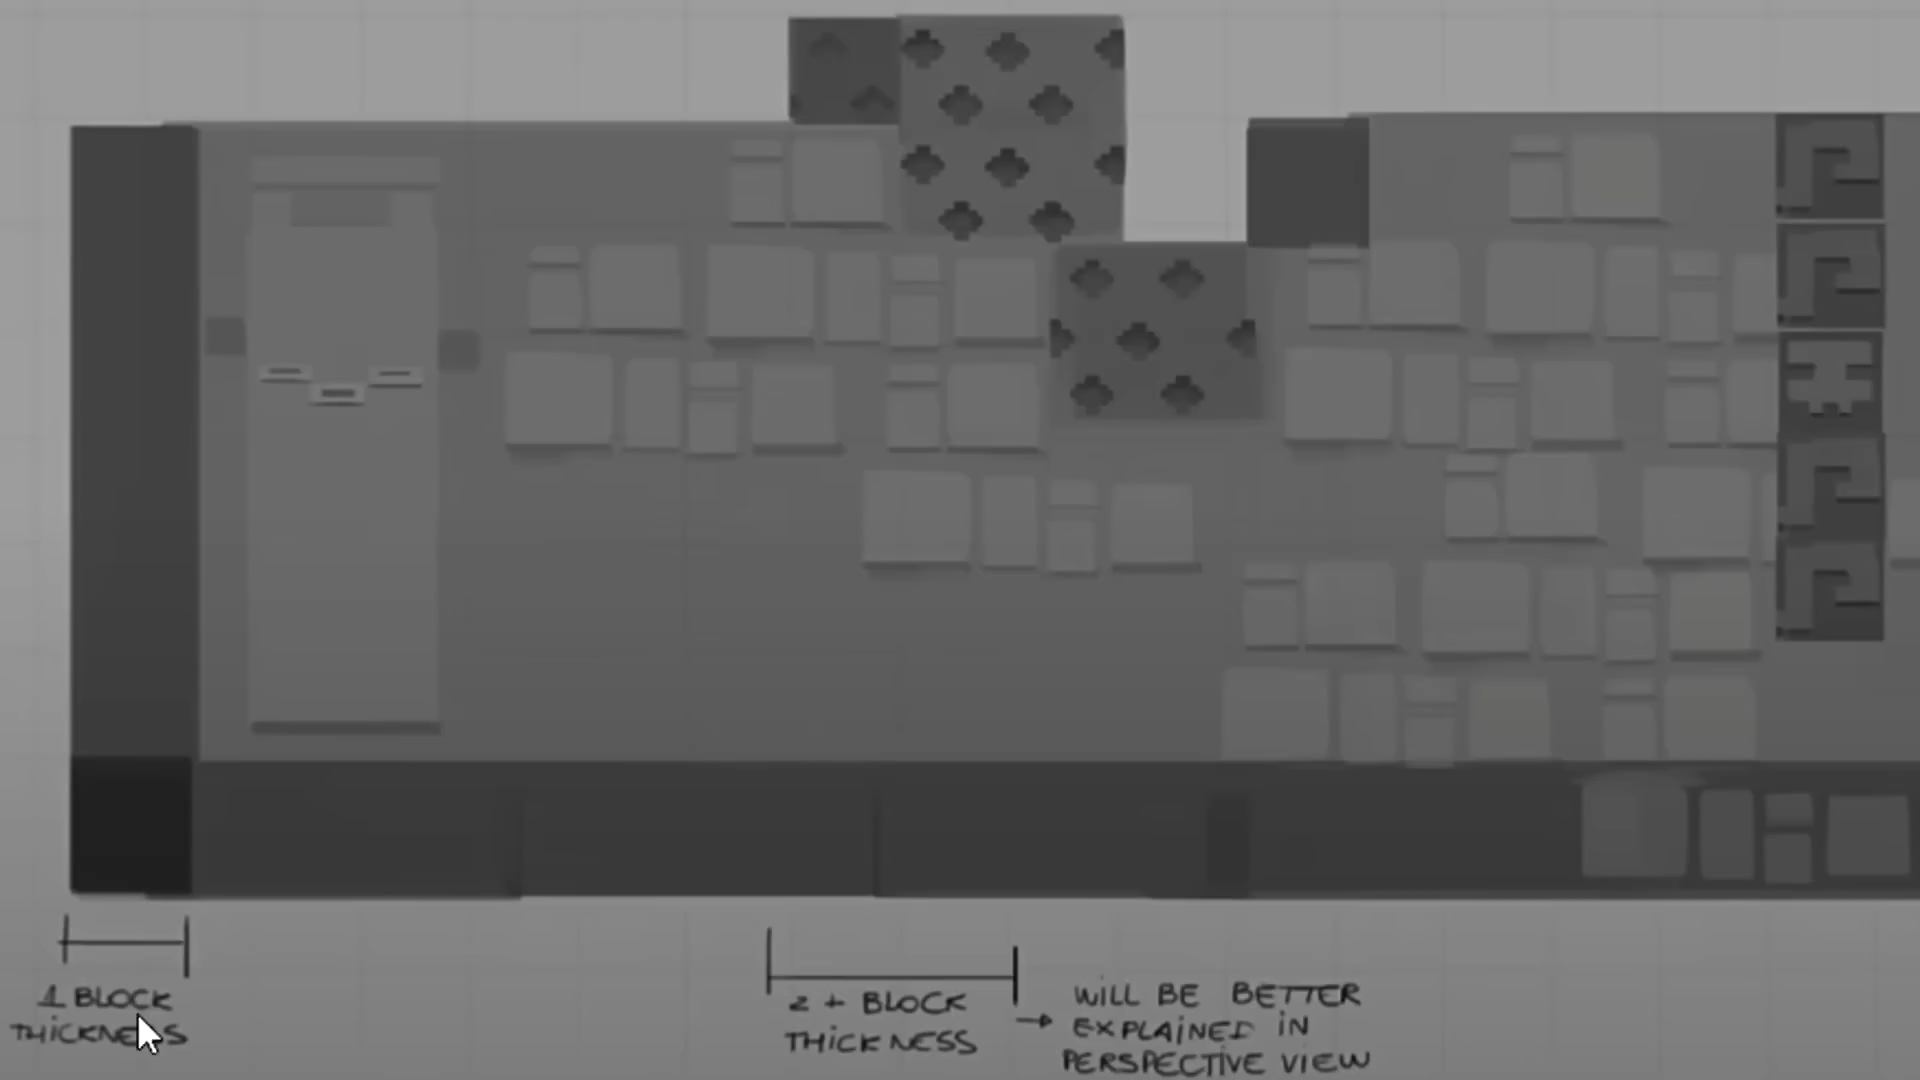 1 BLOCK
THiCKNESS
2 + BLOCK
THiCKNESS
→ WiLL BE BETTER
EXPLAiNED iN
PERSPECTiVE ViEW